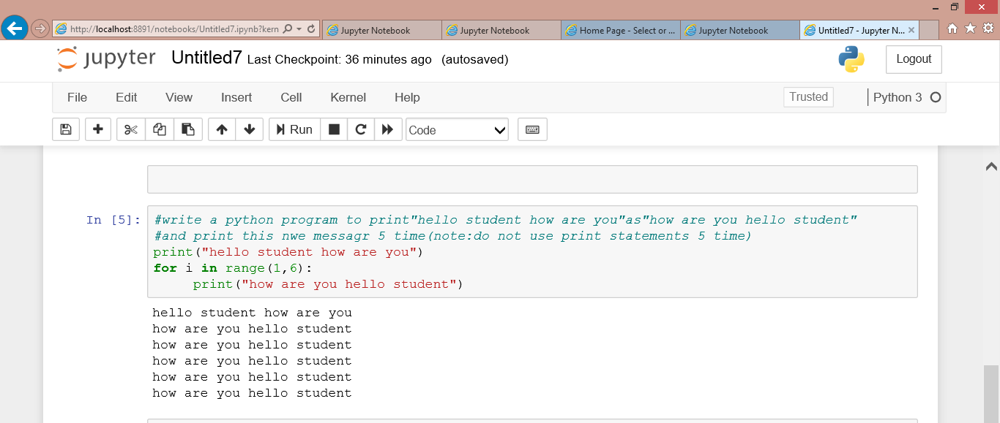 http://localhost:8891/notebooks/Untitled7.ipynb?kern
Jupyter Notebook
Jupyter Notebook
Home Page - Select or ...
Jupyter Notebook
Untitled7 - Jupyter N...
jupyter Untitled7 Last Checkpoint: 36 minutes ago (autosaved)
Logout
File Edit View Insert Cell Kernel Help
Trusted
Python 3
Run
Code
In [5]:
#write a python program to print"hello student how are you"as"how are you hello student"
#and print this nwe messagr 5 time(note:do not use print statements 5 time)
print("hello student how are you")
for i in range(1,6):
     print("how are you hello student")
hello student how are you
how are you hello student
how are you hello student
how are you hello student
how are you hello student
how are you hello student